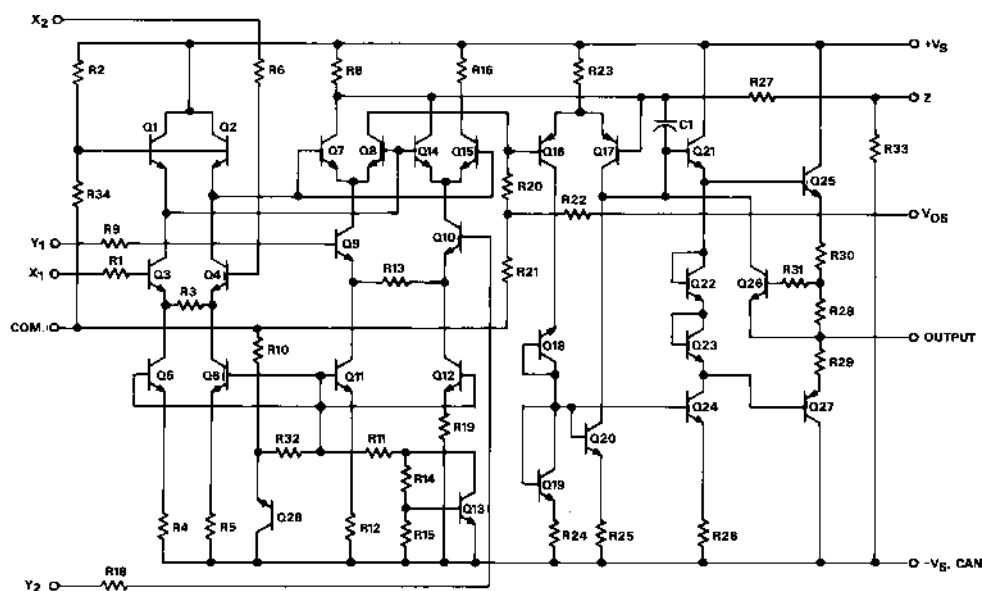 X2
R2
R6
R8
R16
R23
+VS
R27
Z
Q1
Q2
C1
Q7
Q8
Q14
Q15
Q16
Q17
Q21
R33
R34
R20
Q25
R22
VOS
Y1
R9
Q9
Q10
X1
R1
Q3
Q4
R13
R21
R30
R3
Q22
Q26
R31
R28
COM.
OUTPUT
R10
Q18
Q23
R29
Q5
Q6
Q11
Q12
Q24
Q27
R19
Q20
R32
R11
R14
Q19
Q28
Q13
R4
R5
R12
R15
R24
R25
R26
Y2
R18
-VS. CAN